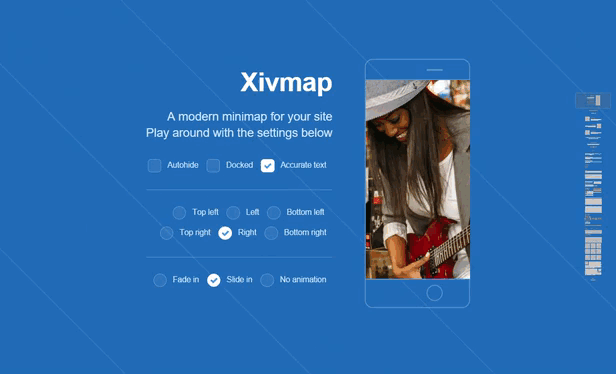 Xivmap
A modern minimap for your site
Play around with the settings below
Autohide Docked Accurate text
Top left Left Bottom left
Top right Right Bottom right
Fade in Slide in No animation